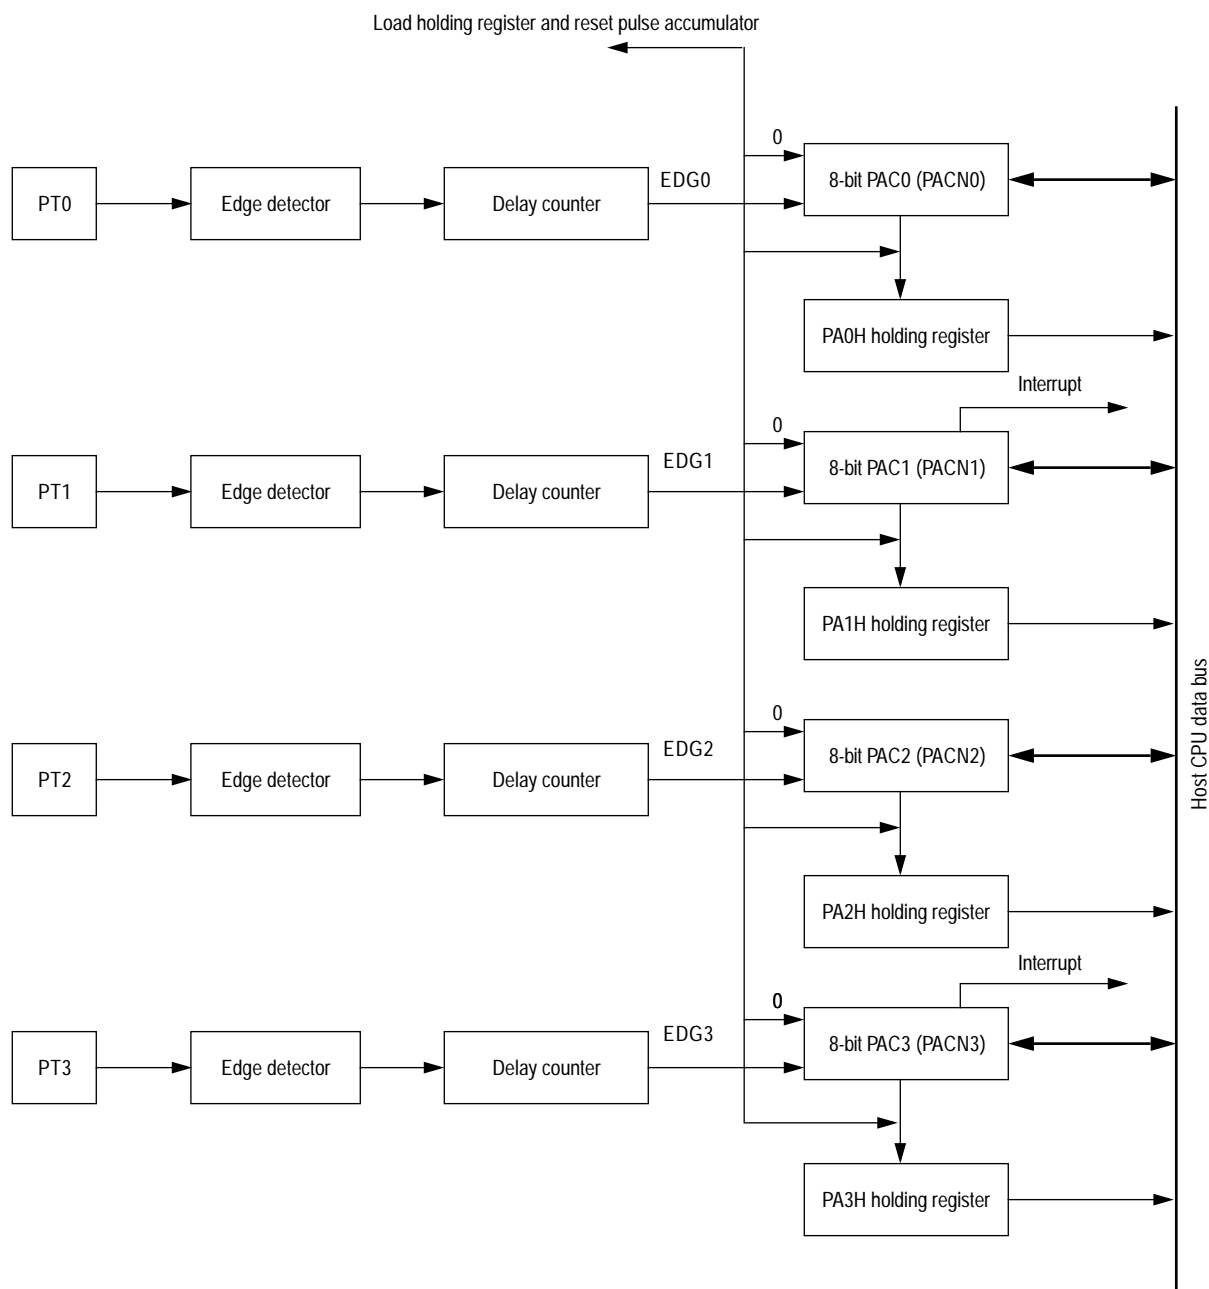 Load holding register and reset pulse accumulator
0
EDG0
8-bit PAC0 (PACN0)
PT0
Edge detector
Delay counter
PA0H holding register
Interrupt
0
EDG1
8-bit PAC1 (PACN1)
PT1
Edge detector
Delay counter
PA1H holding register
Host CPU data bus
0
EDG2
8-bit PAC2 (PACN2)
PT2
Edge detector
Delay counter
PA2H holding register
Interrupt
0
EDG3
8-bit PAC3 (PACN3)
PT3
Edge detector
Delay counter
PA3H holding register